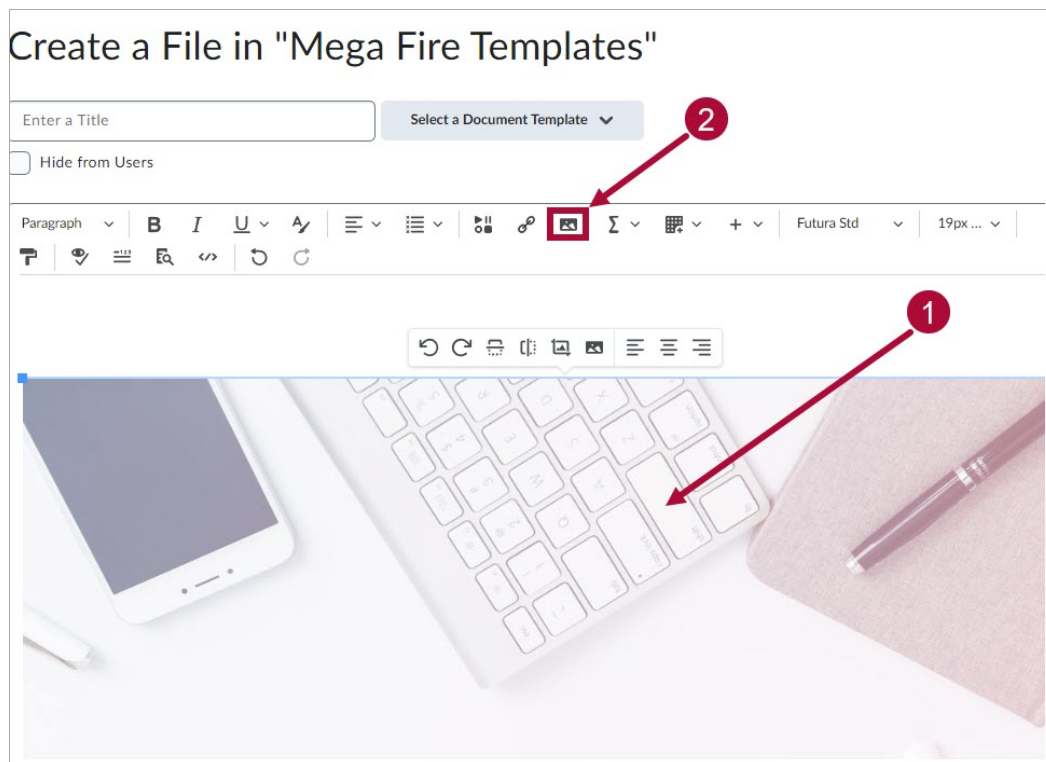 Create a File in "Mega Fire Templates"
Enter a Title
Select a Document Template
2
Hide from Users
Paragraph B I U A Σ + Futura Std 19px ...
</>
1